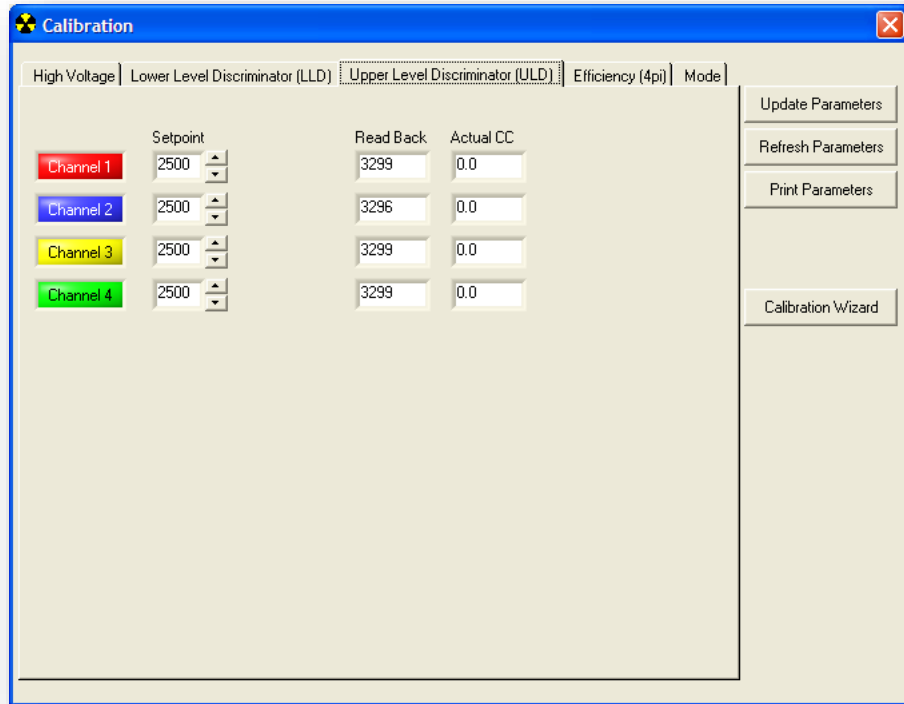 Calibration
High Voltage Lower Level Discriminator (LLD) Upper Level Discriminator (ULD) Efficiency (4pi) Mode
Update Parameters
Refresh Parameters
Print Parameters
Calibration Wizard
Setpoint Read Back Actual CC
Channel 1 2500 3299 0.0
Channel 2 2500 3296 0.0
Channel 3 2500 3299 0.0
Channel 4 2500 3299 0.0